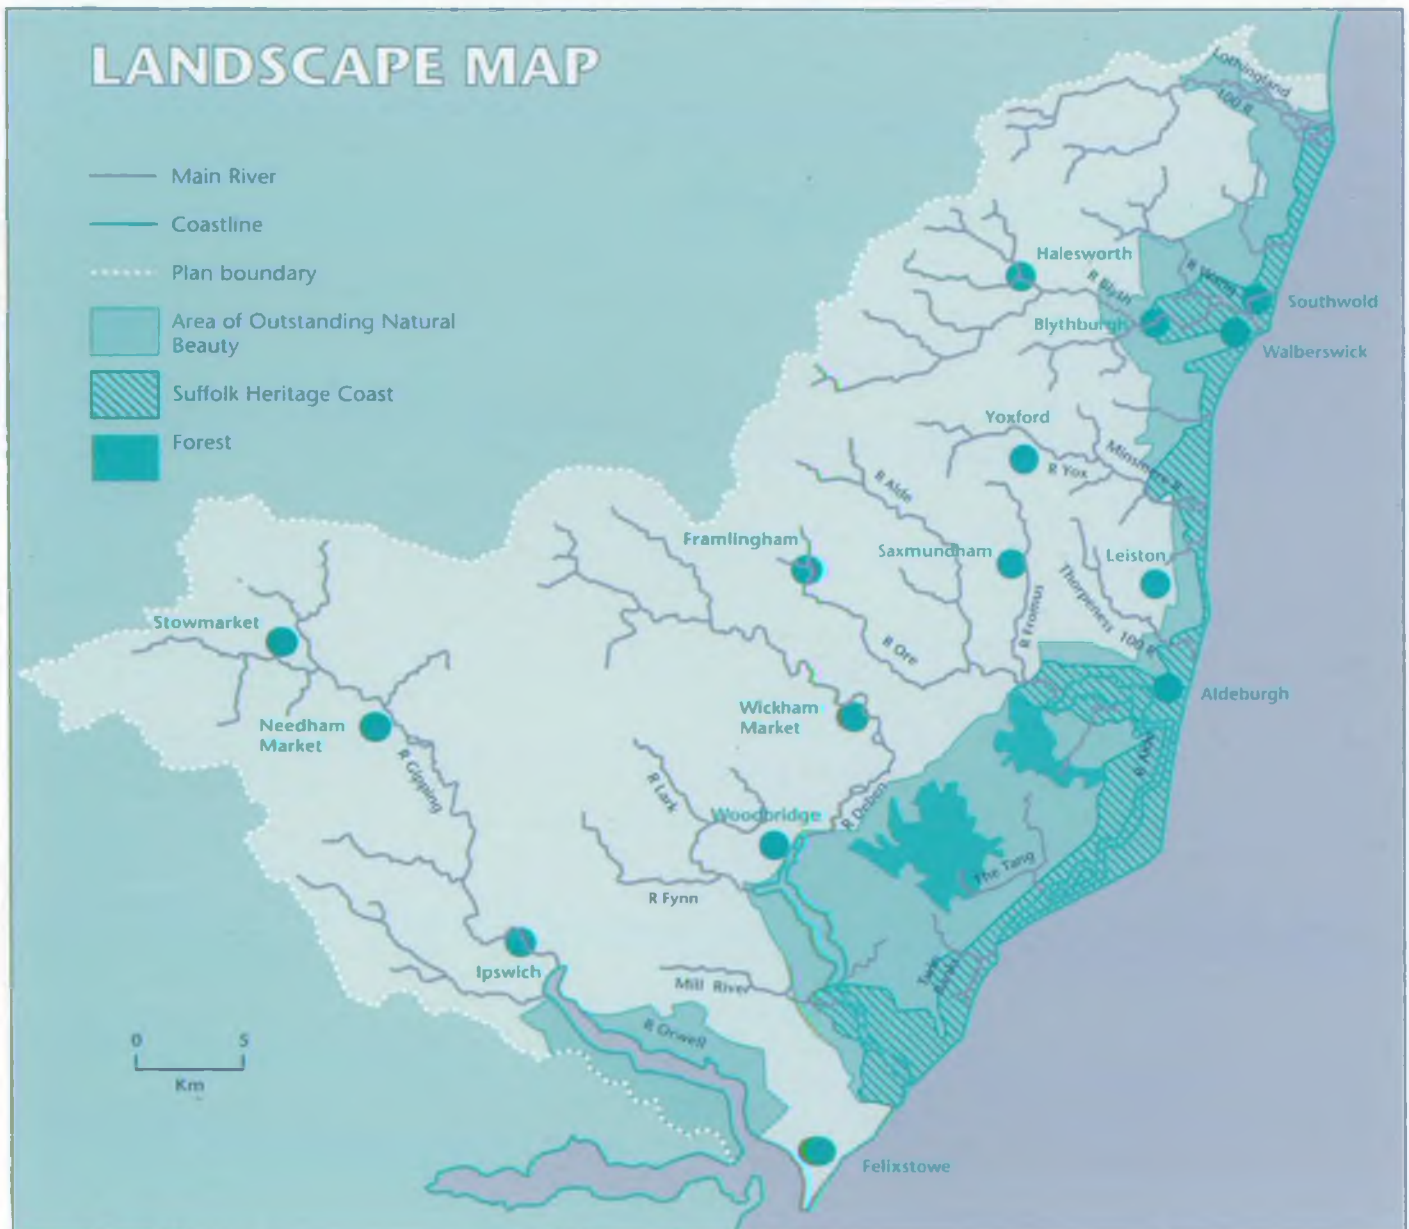 LANDSCAPE MAP
Main River
Coastline
Plan boundary
Area of Outstanding Natural
Beauty
Suffolk Heritage Coast
Forest
Lothingland
100 R
Halesworth
R Blyth
R Wang
Southwold
Blythburgh
Walberswick
Yoxford
R Yox
Minsmere R
R Alde
Framlingham
Saxmundham
Leiston
Thorpeness 100 R
R Fromus
Stowmarket
R Ore
Aldeburgh
Needham
Market
Wickham
Market
R Gipping
R Lark
R Alde
Woodbridge
R Deben
The Tang
R Fynn
Ipswich
Mill River
R Orwell
0 5
Km
Felixstowe